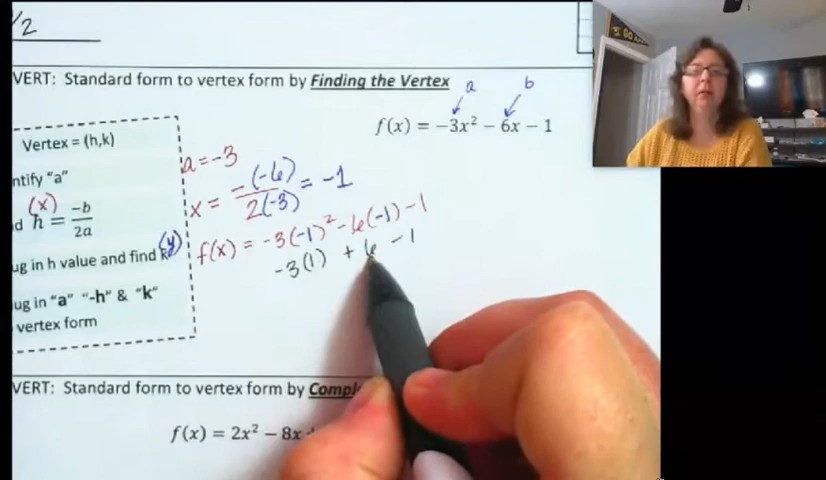 /2
VERT: Standard form to vertex form by Finding the Vertex
a b
f(x) = −3x² − 6x − 1
Vertex = (h,k)
a = -3
ntify "a"
(x)
d h = -b/2a
x = -(-6)/2(-3) = -1
(y)
ug in h value and find k
f(x) = -3(-1)² - 6(-1) - 1
-3(1) + 6 - 1
ug in "a" "-h" & "k"
vertex form
VERT: Standard form to vertex form by Compl
f(x) = 2x² − 8x